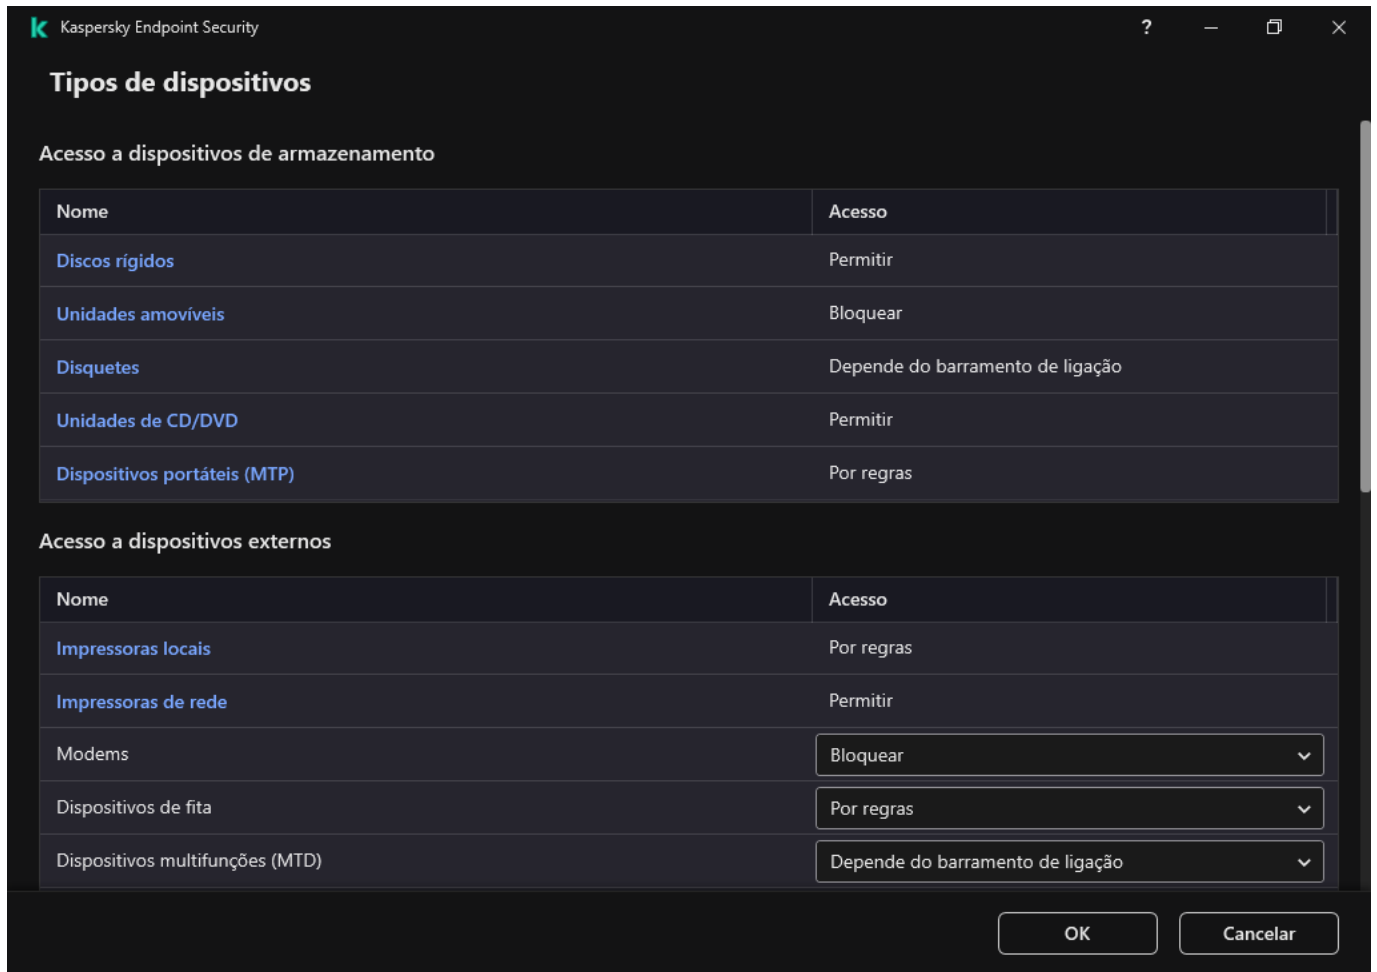 Kaspersky Endpoint Security ?
Tipos de dispositivos
Acesso a dispositivos de armazenamento
Nome Acesso
Discos rígidos Permitir
Unidades amovíveis Bloquear
Disquetes Depende do barramento de ligação
Unidades de CD/DVD Permitir
Dispositivos portáteis (MTP) Por regras
Acesso a dispositivos externos
Nome Acesso
Impressoras locais Por regras
Impressoras de rede Permitir
Modems Bloquear
Dispositivos de fita Por regras
Dispositivos multifunções (MTD) Depende do barramento de ligação
OK Cancelar